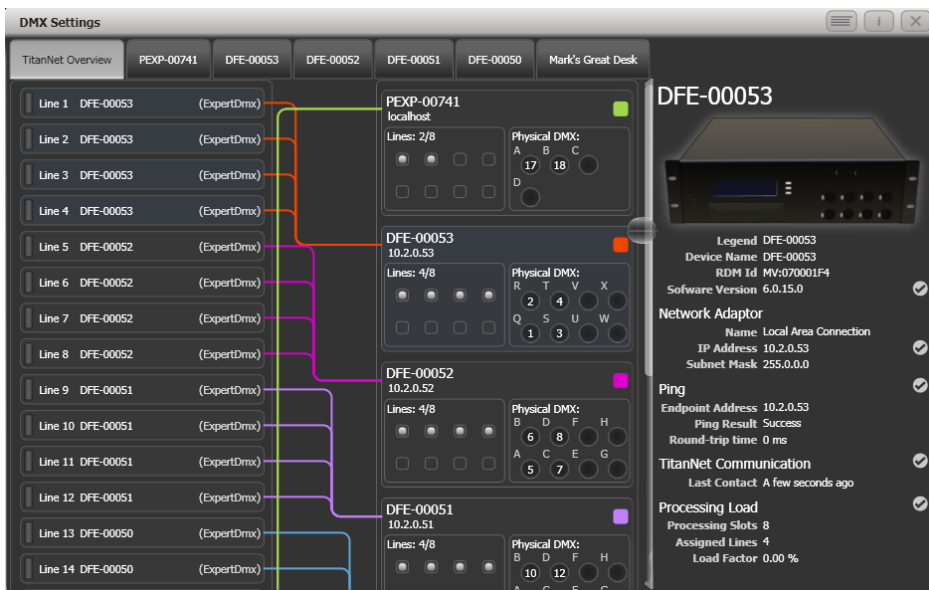 DMX Settings
i
X
TitanNet Overview
PEXP-00741
DFE-00053
DFE-00052
DFE-00051
DFE-00050
Mark's Great Desk
Line 1 DFE-00053 (ExpertDmx)
Line 2 DFE-00053 (ExpertDmx)
Line 3 DFE-00053 (ExpertDmx)
Line 4 DFE-00053 (ExpertDmx)
Line 5 DFE-00052 (ExpertDmx)
Line 6 DFE-00052 (ExpertDmx)
Line 7 DFE-00052 (ExpertDmx)
Line 8 DFE-00052 (ExpertDmx)
Line 9 DFE-00051 (ExpertDmx)
Line 10 DFE-00051 (ExpertDmx)
Line 11 DFE-00051 (ExpertDmx)
Line 12 DFE-00051 (ExpertDmx)
Line 13 DFE-00050 (ExpertDmx)
Line 14 DFE-00050 (ExpertDmx)
PEXP-00741
localhost
Lines: 2/8
Physical DMX:
A B C
17 18
D
DFE-00053
10.2.0.53
Lines: 4/8
Physical DMX:
R T V X
2 4
Q S U W
1 3
DFE-00052
10.2.0.52
Lines: 4/8
Physical DMX:
B D F H
6 8
A C E G
5 7
DFE-00051
10.2.0.51
Lines: 4/8
Physical DMX:
B D F H
10 12
A C E G
DFE-00053
Legend DFE-00053
Device Name DFE-00053
RDM Id MV:070001F4
Sofware Version 6.0.15.0
Network Adaptor
Name Local Area Connection
IP Address 10.2.0.53
Subnet Mask 255.0.0.0
Ping
Endpoint Address 10.2.0.53
Ping Result Success
Round-trip time 0 ms
TitanNet Communication
Last Contact A few seconds ago
Processing Load
Processing Slots 8
Assigned Lines 4
Load Factor 0.00 %